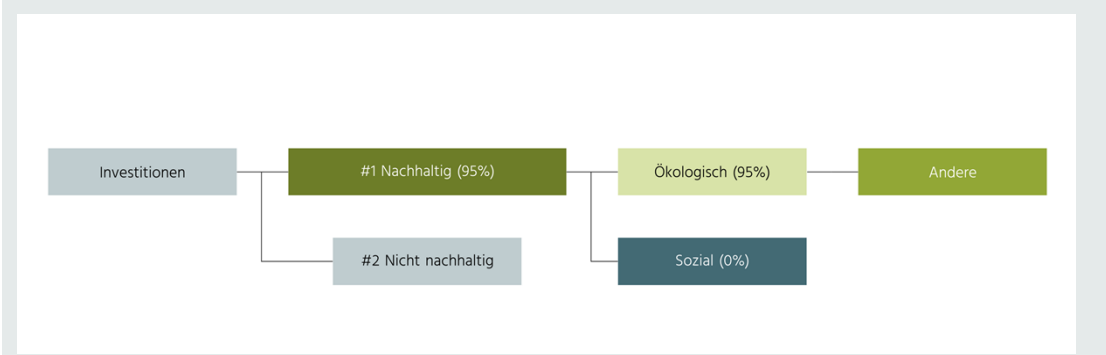 Investitionen
#1 Nachhaltig (95%)
Ökologisch (95%)
Andere
#2 Nicht nachhaltig
Sozial (0%)